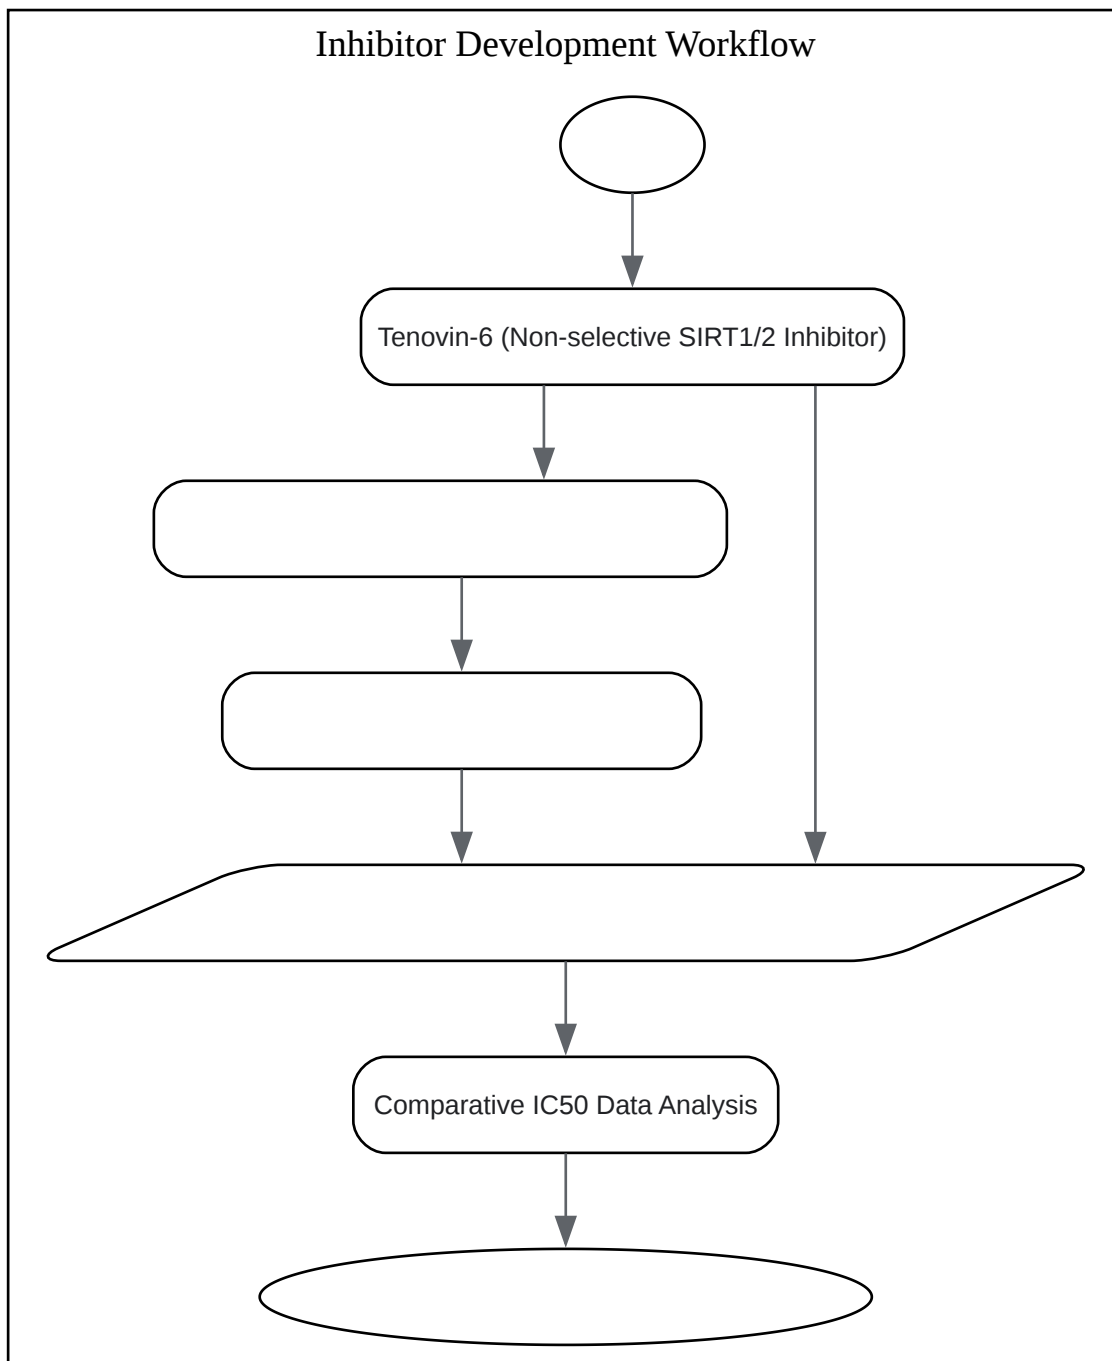 Inhibitor Development Workflow
Tenovin-6 (Non-selective SIRT1/2 Inhibitor)
Comparative IC50 Data Analysis